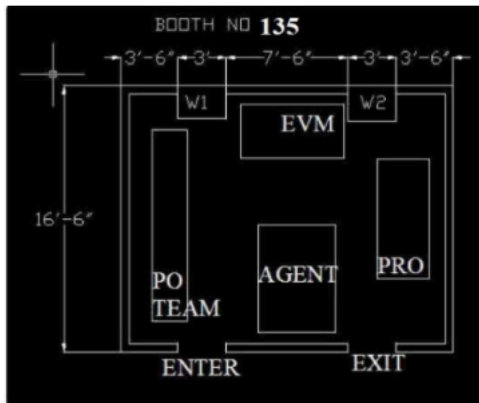 BOOTH NO 135
3'-6" 3' 7'-6" 3' 3'-6"
W1 W2
EVM
16'-6"
PO
TEAM
AGENT
PRO
ENTER
EXIT